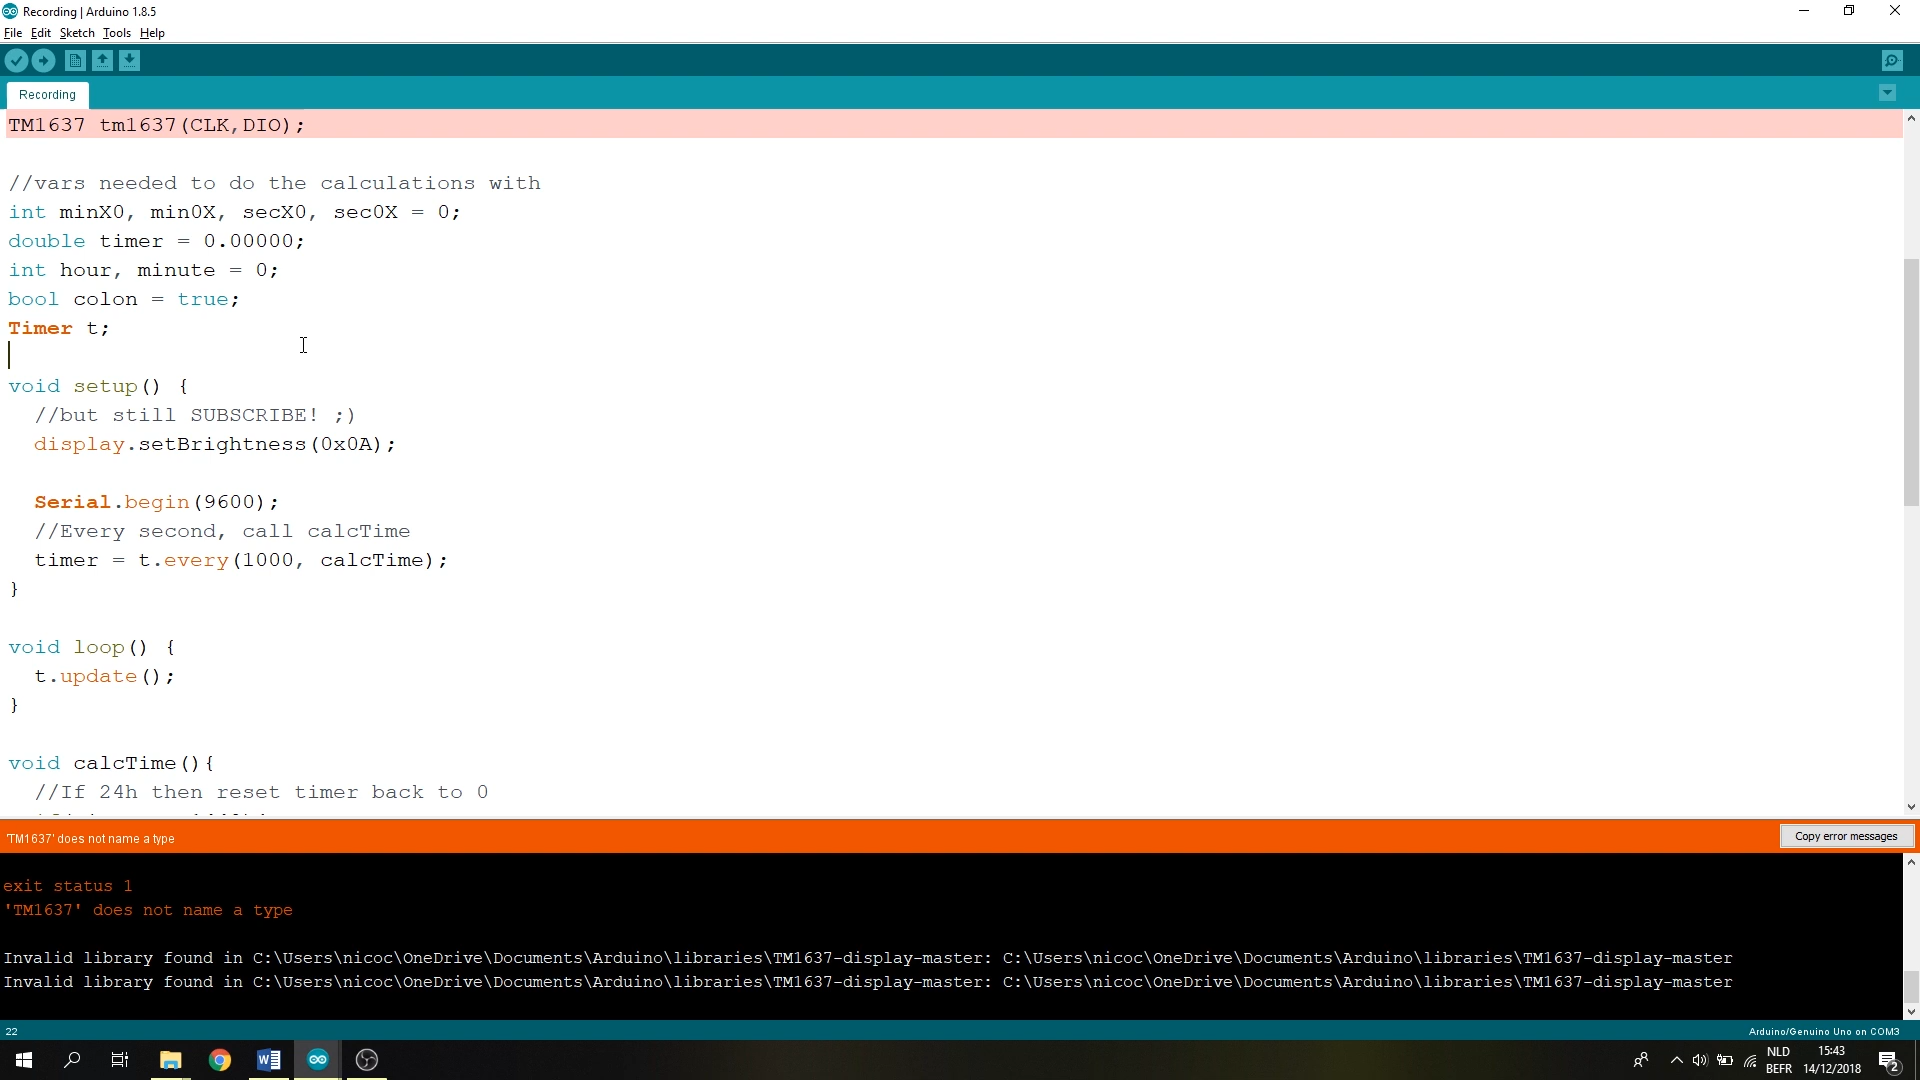 Recording | Arduino 1.8.5
File Edit Sketch Tools Help
Recording
TM1637 tm1637(CLK,DIO);
//vars needed to do the calculations with
int minX0, min0X, secX0, sec0X = 0;
double timer = 0.00000;
int hour, minute = 0;
bool colon = true;
Timer t;
void setup() {
//but still SUBSCRIBE! ;)
display.setBrightness(0x0A);
Serial.begin(9600);
//Every second, call calcTime
timer = t.every(1000, calcTime);
}
void loop() {
t.update();
}
void calcTime(){
//If 24h then reset timer back to 0
'TM1637' does not name a type
Copy error messages
exit status 1
'TM1637' does not name a type
Invalid library found in C:\Users\nicoc\OneDrive\Documents\Arduino\libraries\TM1637-display-master: C:\Users\nicoc\OneDrive\Documents\Arduino\libraries\TM1637-display-master
Invalid library found in C:\Users\nicoc\OneDrive\Documents\Arduino\libraries\TM1637-display-master: C:\Users\nicoc\OneDrive\Documents\Arduino\libraries\TM1637-display-master
22
Arduino/Genuino Uno on COM3
NLD 15:43
BEFR 14/12/2018 2